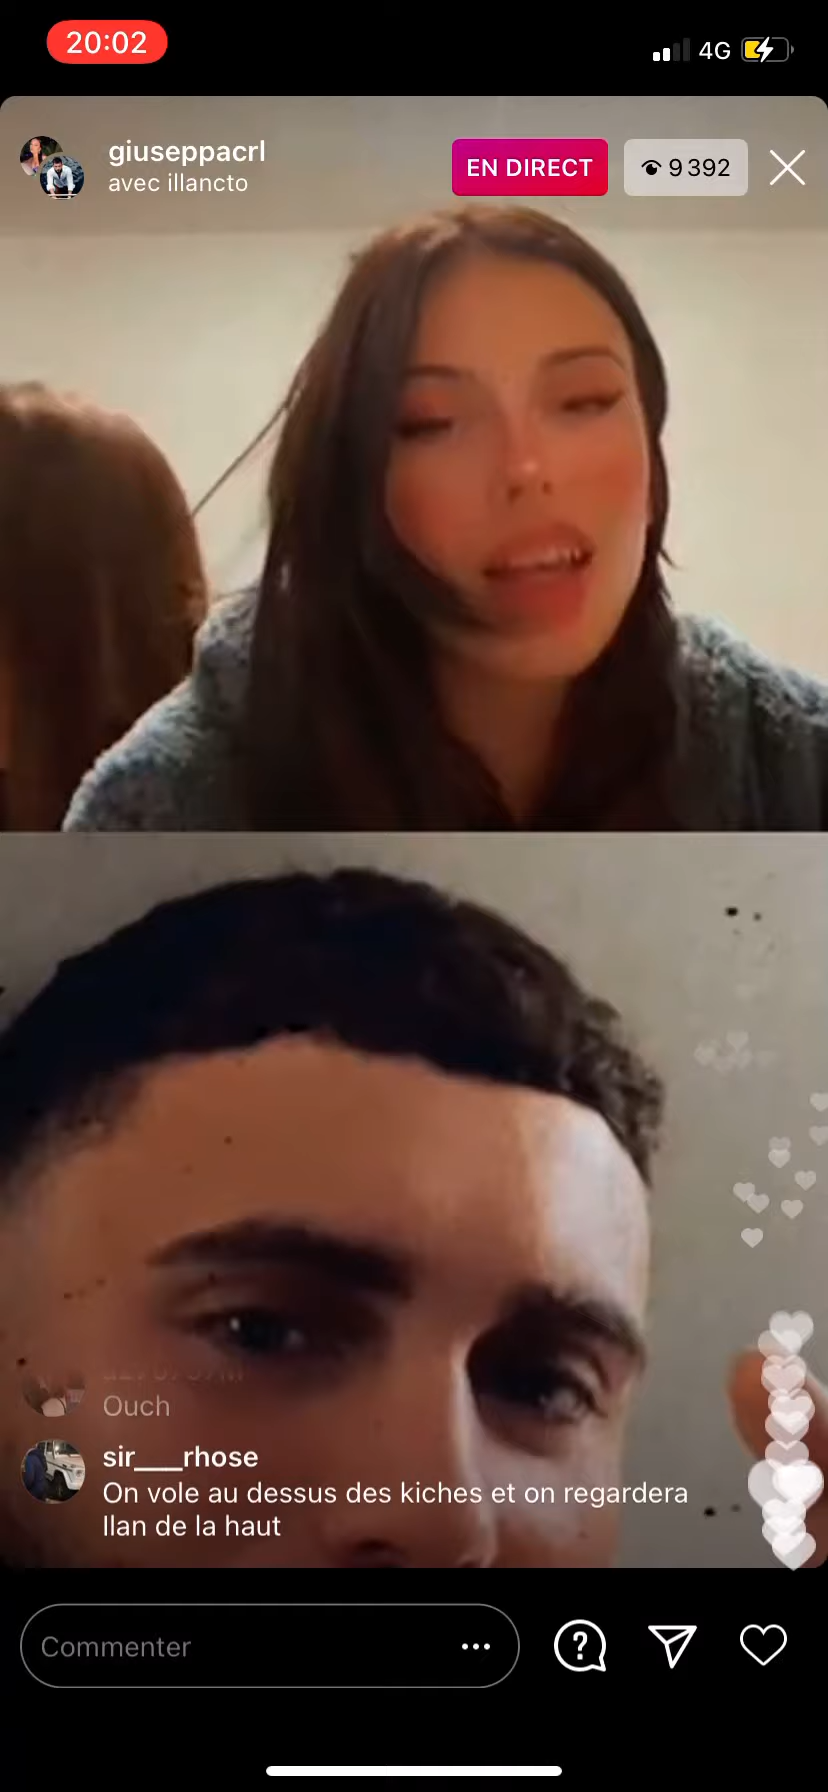 20:02
4G
giuseppacrl
avec illancto
EN DIRECT
9 392
Ouch
sir___rhose
On vole au dessus des kiches et on regardera
Ilan de la haut
Commenter